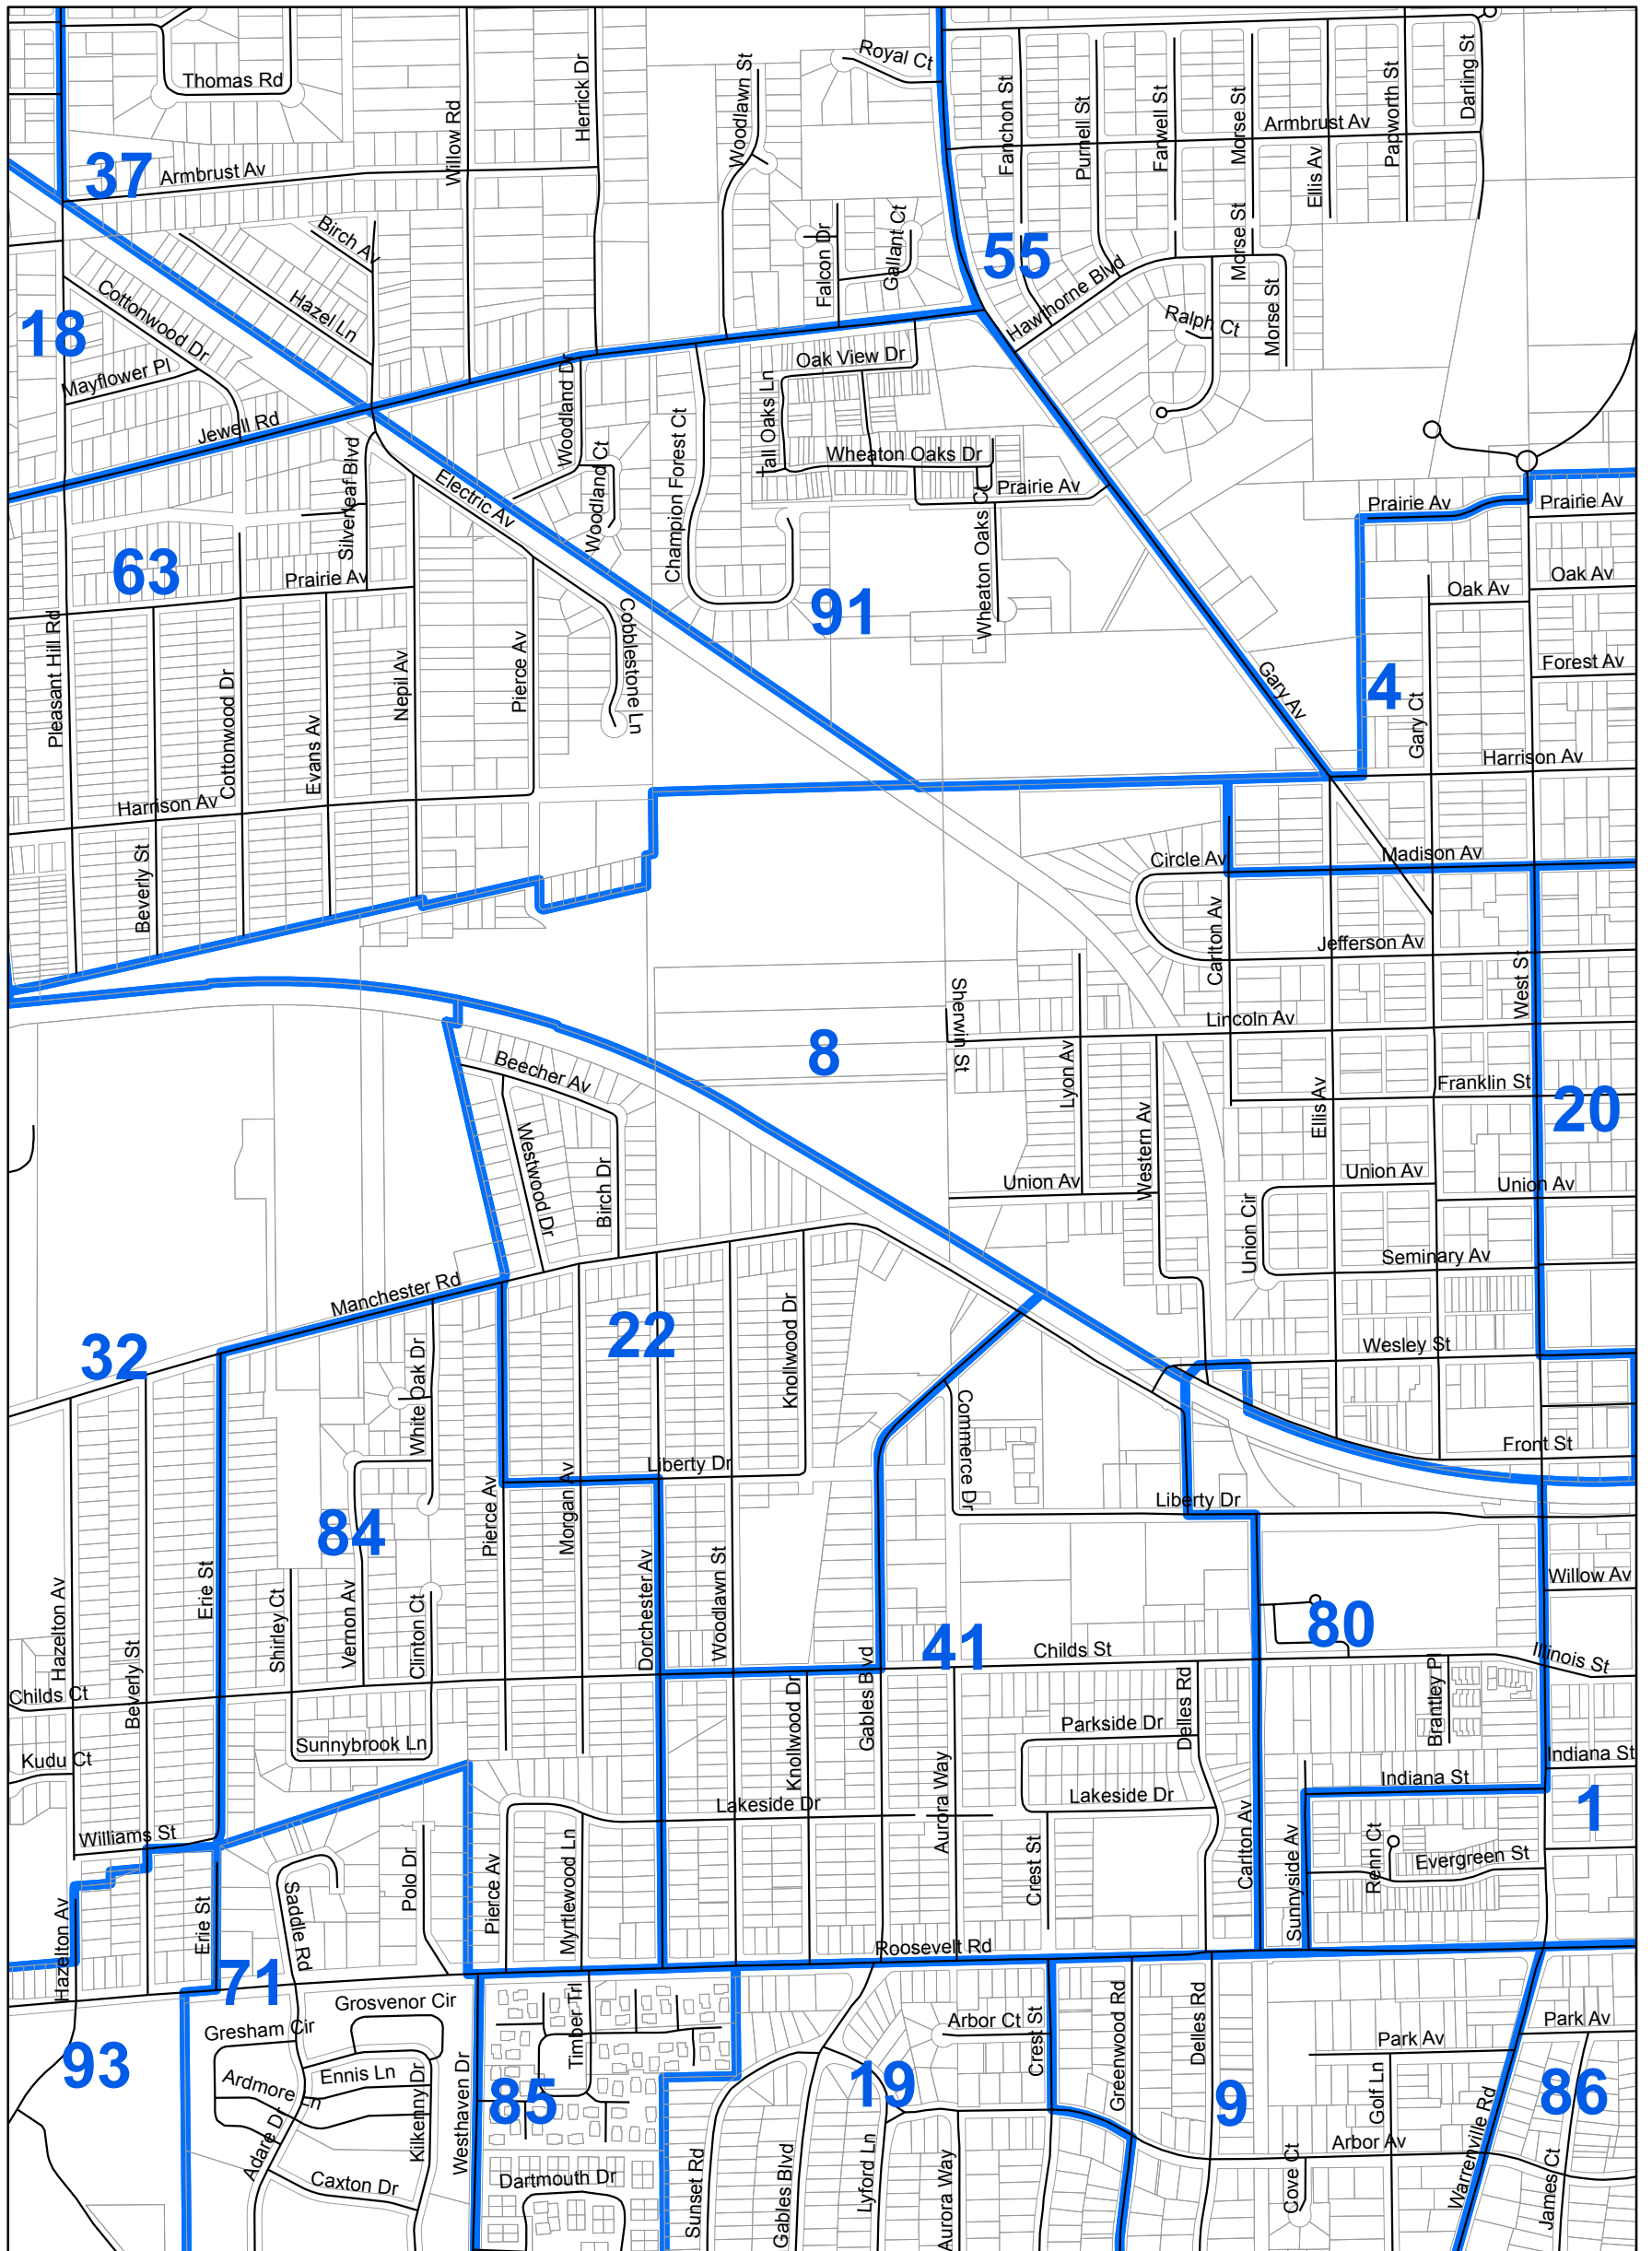 Royal Ct
Thomas Rd
Willow Rd
Herrick Dr
Woodlawn St
Fanchon St
Purnell St
Farwell St
Morse St
Armbrust Av
Papworth St
Darling St
37
Armbrust Av
Ellis Av
Birch Av
Falcon Dr
Gallant Ct
55
Morse St
Hawthorne Blvd
Hazel Ln
Cottonwood Dr
18
Ralph Ct
Morse St
Mayflower Pl
Oak View Dr
Woodland Dr
Tall Oaks Ln
Jewell Rd
Champion Forest Ct
Wheaton Oaks Dr
Silverleaf Blvd
Electric Av
Woodland Ct
Prairie Av
Prairie Av
Prairie Av
Wheaton Oaks Ct
63
Prairie Av
Oak Av
Oak Av
91
Pleasant Hill Rd
Cobblestone Ln
Pierce Av
Nepil Av
Forest Av
4
Gary Av
Gary Ct
Cottonwood Dr
Evans Av
Harrison Av
Harrison Av
Circle Av
Madison Av
Beverly St
Carlton Av
Jefferson Av
West St
Sherwin St
Lincoln Av
8
Beecher Av
Lyon Av
Franklin St
20
Ellis Av
Westwood Dr
Western Av
Union Av
Union Av
Union Av
Birch Dr
Union Cir
Seminary Av
Manchester Rd
Knollwood Dr
22
32
Wesley St
White Oak Dr
Commerce Dr
Front St
Liberty Dr
Liberty Dr
Pierce Av
Morgan Av
84
Erie St
Hazelton Av
Shirley Ct
Vernon Av
Clinton Ct
Dorchester Av
Woodlawn St
Willow Av
80
41
Childs St
Illinois St
Beverly St
Gables Blvd
Childs Ct
Delles Rd
Brantley Pl
Parkside Dr
Sunnybrook Ln
Kudu Ct
Knollwood Dr
Indiana St
Indiana St
Lakeside Dr
Lakeside Dr
Aurora Way
1
Williams St
Carlton Av
Crest St
Renn Ct
Evergreen St
Polo Dr
Pierce Av
Myrtlewood Ln
Sunnyside Av
Hazelton Av
Erie St
Saddle Rd
Roosevelt Rd
71
Grosvenor Cir
Timber Trl
Gresham Cir
Arbor Ct
Crest St
Greenwood Rd
Delles Rd
Park Av
Park Av
93
Ennis Ln
Ardmore Ln
Kilkenny Dr
Westhaven Dr
85
19
9
Golf Ln
86
Adare Dr
Arbor Av
Caxton Dr
Dartmouth Dr
Sunset Rd
Gables Blvd
Lyford Ln
Aurora Way
Cove Ct
Warrenville Rd
James Ct